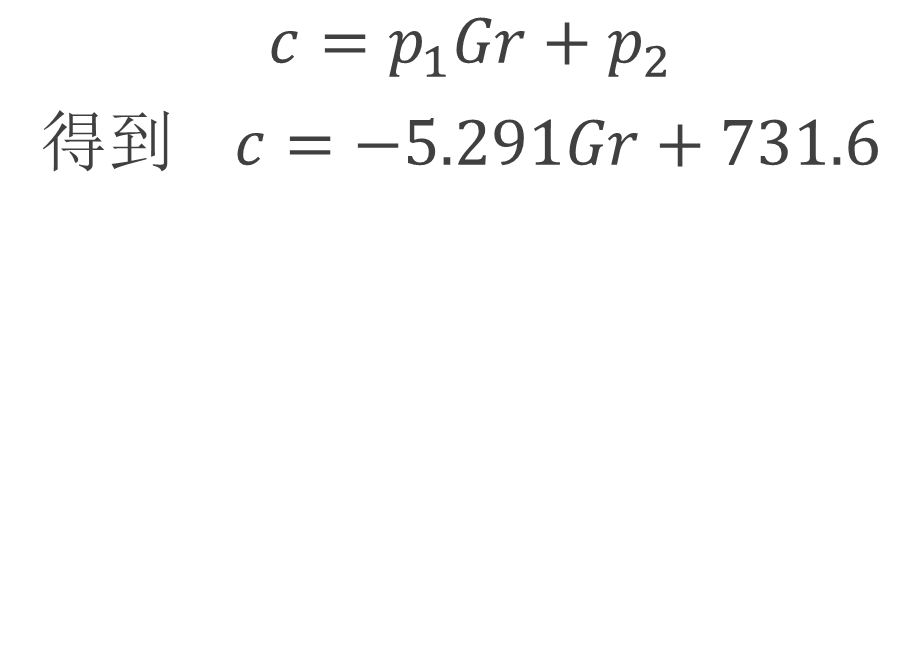 c = p₁Gr + p₂
得到 c = −5.291Gr + 731.6